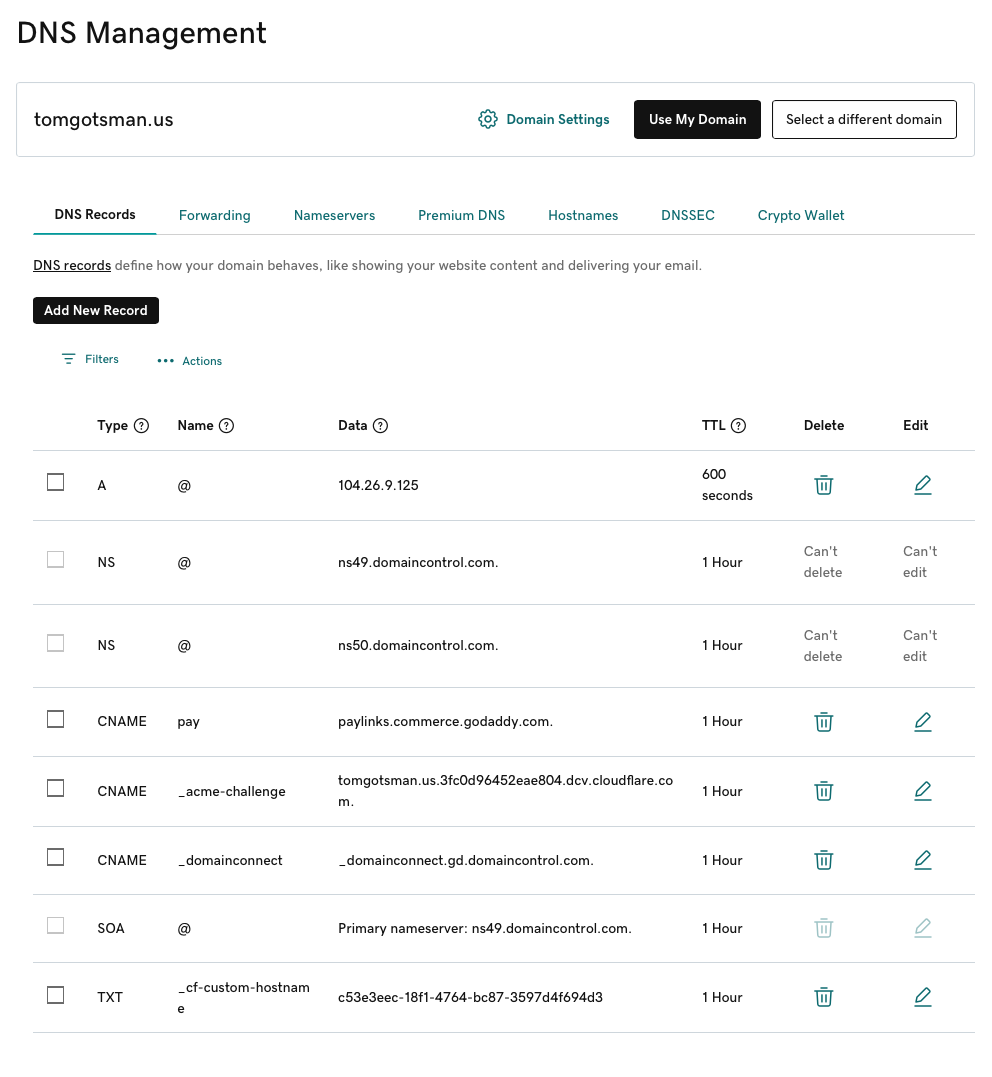 DNS Management
tomgotsman.us
Domain Settings
Use My Domain
Select a different domain
DNS Records
Forwarding
Nameservers
Premium DNS
Hostnames
DNSSEC
Crypto Wallet
DNS records define how your domain behaves, like showing your website content and delivering your email.
Add New Record
Filters
Actions
Type ? Name ? Data ? TTL ? Delete Edit
A @ 104.26.9.125 600
seconds
NS @ ns49.domaincontrol.com. 1 Hour Can't Can't
delete edit
NS @ ns50.domaincontrol.com. 1 Hour Can't Can't
delete edit
CNAME pay paylinks.commerce.godaddy.com. 1 Hour
CNAME _acme-challenge tomgotsman.us.3fc0d96452eae804.dcv.cloudflare.co 1 Hour
m.
CNAME _domainconnect _domainconnect.gd.domaincontrol.com. 1 Hour
SOA @ Primary nameserver: ns49.domaincontrol.com. 1 Hour
TXT _cf-custom-hostnam c53e3eec-18f1-4764-bc87-3597d4f694d3 1 Hour
e